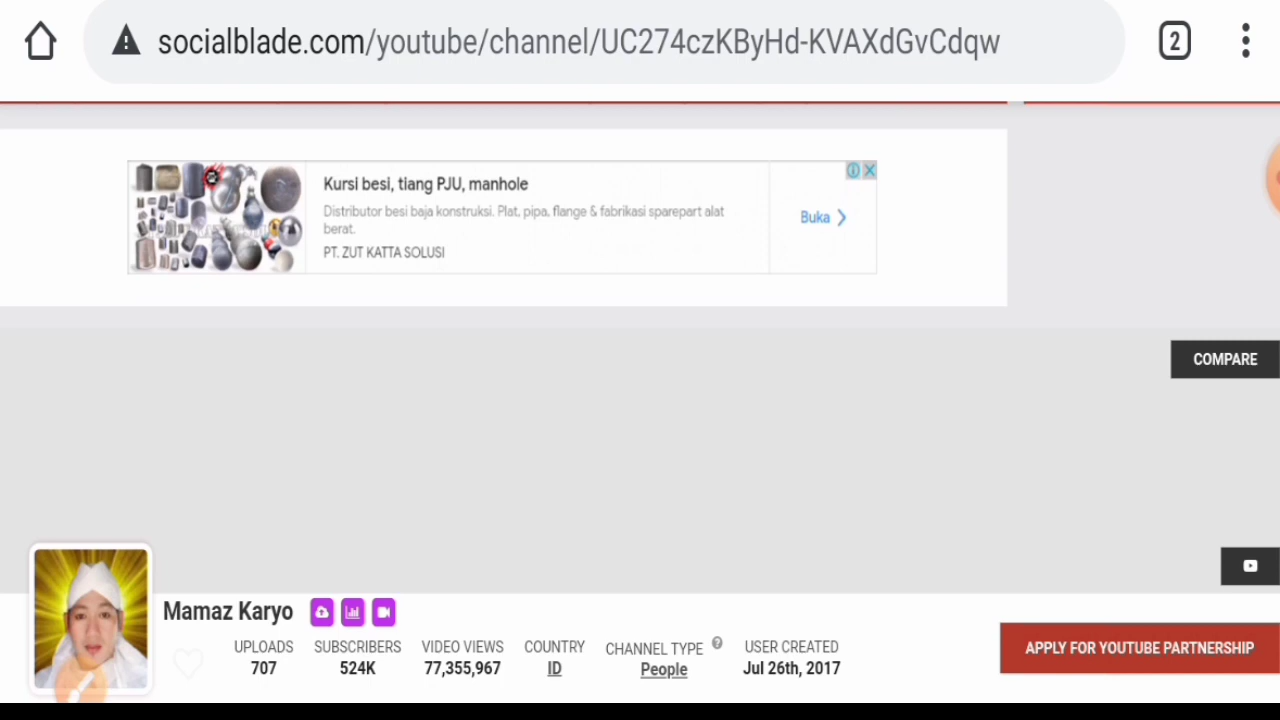 socialblade.com/youtube/channel/UC274czKByHd-KVAXdGvCdqw
2
Kursi besi, tiang PJU, manhole
Distributor besi baja konstruksi. Plat, pipa, flange & fabrikasi sparepart alat
berat.
PT. ZUT KATTA SOLUSI
Buka
COMPARE
Mamaz Karyo
UPLOADS SUBSCRIBERS VIDEO VIEWS COUNTRY CHANNEL TYPE ? USER CREATED
707 524K 77,355,967 ID People Jul 26th, 2017
APPLY FOR YOUTUBE PARTNERSHIP